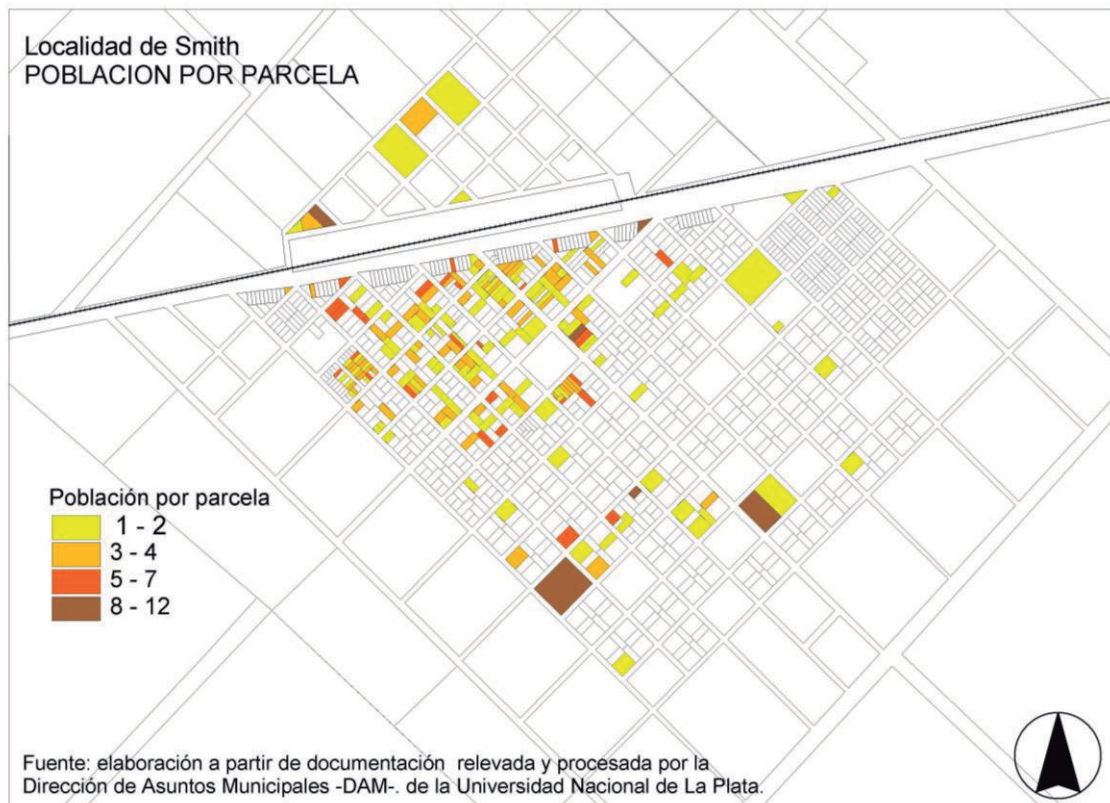 Localidad de Smith
POBLACION POR PARCELA
Población por parcela
1 - 2
3 - 4
5 - 7
8 - 12
Fuente: elaboración a partir de documentación relevada y procesada por la
Dirección de Asuntos Municipales -DAM-. de la Universidad Nacional de La Plata.